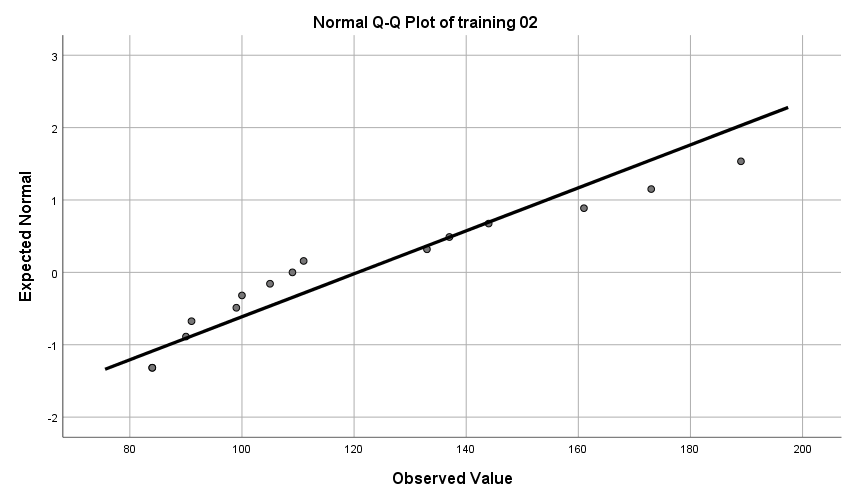 Normal Q-Q Plot of training 02
3
2
1
0
-1
-2
Expected Normal
80 100 120 140 160 180 200
Observed Value